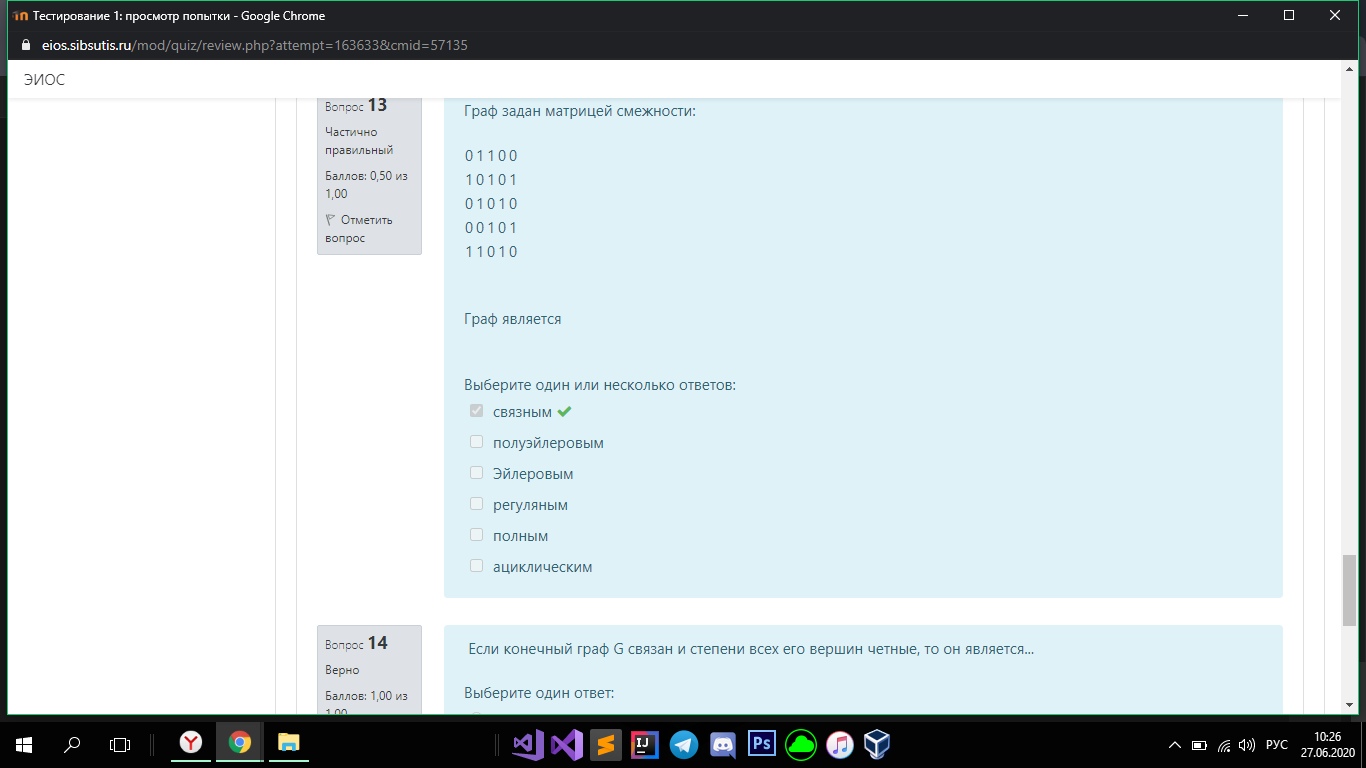 Тестирование 1: просмотр попытки - Google Chrome
eios.sibsutis.ru/mod/quiz/review.php?attempt=163633&cmid=57135
ЭИОС
Вопрос 13
Частично
правильный
Баллов: 0,50 из
1,00
Отметить
вопрос
Граф задан матрицей смежности:
0 1 1 0 0
1 0 1 0 1
0 1 0 1 0
0 0 1 0 1
1 1 0 1 0
Граф является
Выберите один или несколько ответов:
связным
полуэйлеровым
Эйлеровым
регуляным
полным
ациклическим
Вопрос 14
Верно
Баллов: 1,00 из
1,00
Если конечный граф G связан и степени всех его вершин четные, то он является...
Выберите один ответ:
IJ
Ps
РУС
10:26
27.06.2020